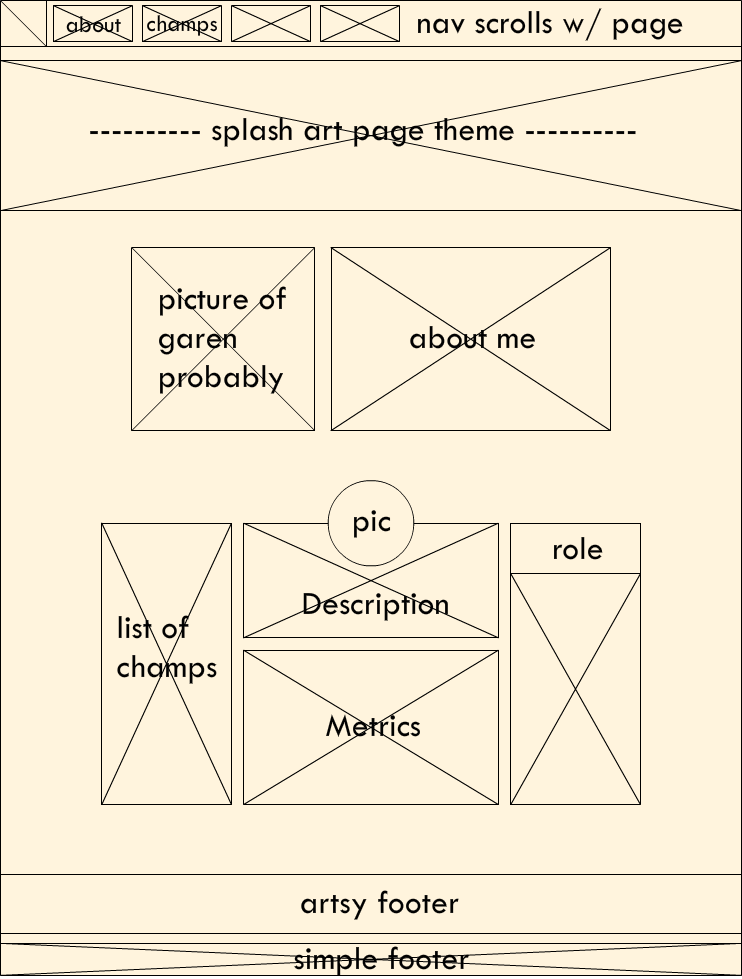 about
champs
nav scrolls w/ page
---------- splash art page theme ----------
picture of
garen
probably
about me
pic
role
Description
list of
champs
Metrics
artsy footer
simple footer